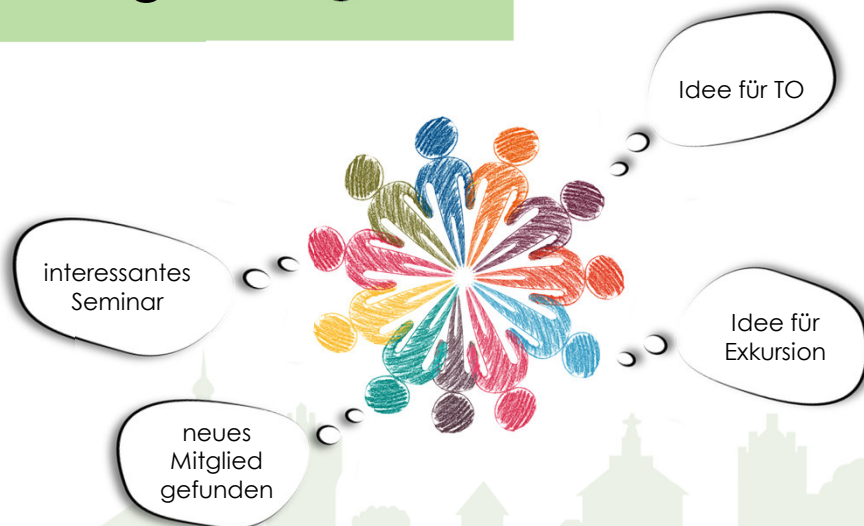 Idee für TO
interessantes
Seminar
Idee für
Exkursion
neues
Mitglied
gefunden